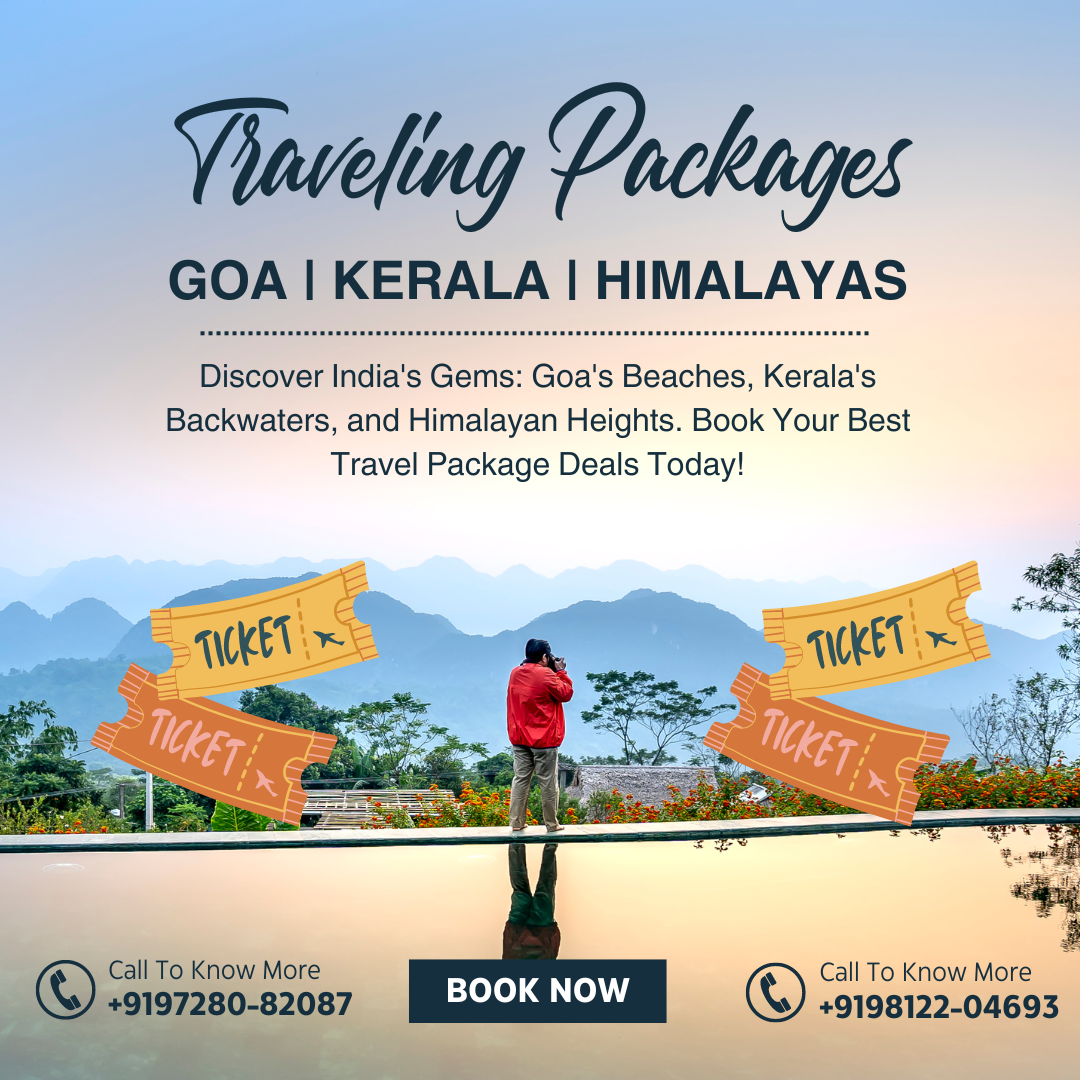 Traveling Packages
GOA | KERALA | HIMALAYAS
Discover India's Gems: Goa's Beaches, Kerala's
Backwaters, and Himalayan Heights. Book Your Best
Travel Package Deals Today!
TICKET
TICKET
TICKET
TICKET
Call To Know More
+9197280-82087
BOOK NOW
Call To Know More
+9198122-04693